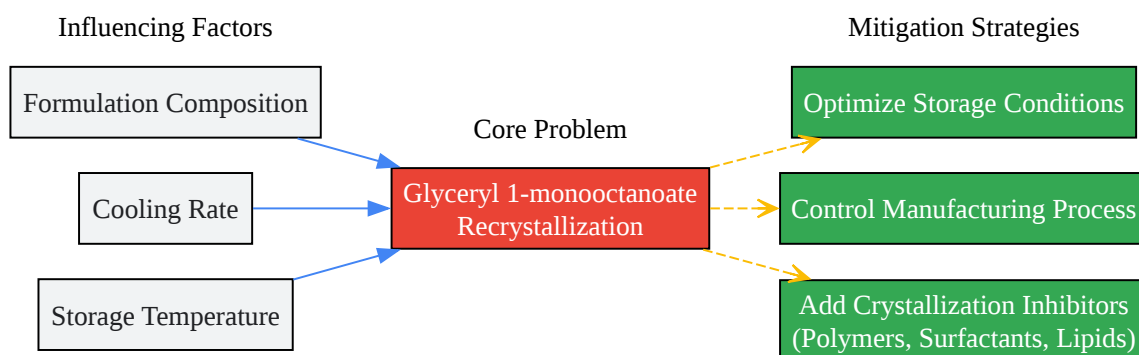 Influencing Factors
Mitigation Strategies
Formulation Composition
Optimize Storage Conditions
Core Problem
Glyceryl 1-monooctanoate
Recrystallization
Cooling Rate
Control Manufacturing Process
Storage Temperature
Add Crystallization Inhibitors
(Polymers, Surfactants, Lipids)